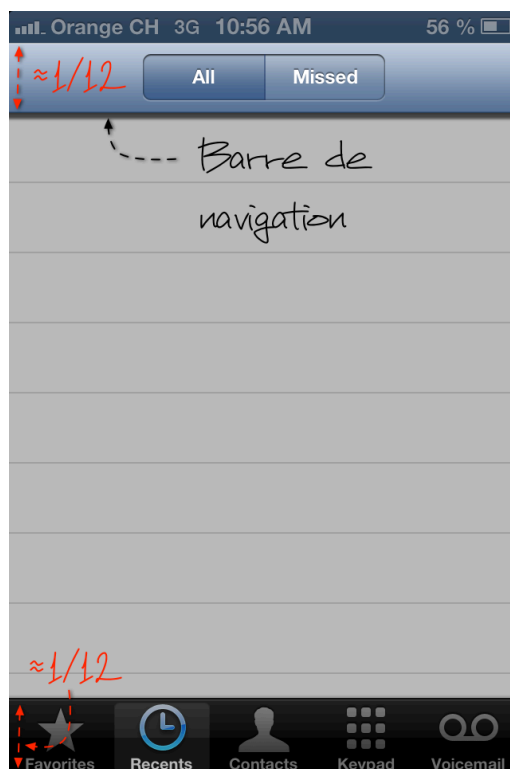 Orange CH 3G 10:56 AM 56 %
≈1/12 All Missed
Barre de
navigation
≈1/12
Favorites Recents Contacts Keypad Voicemail